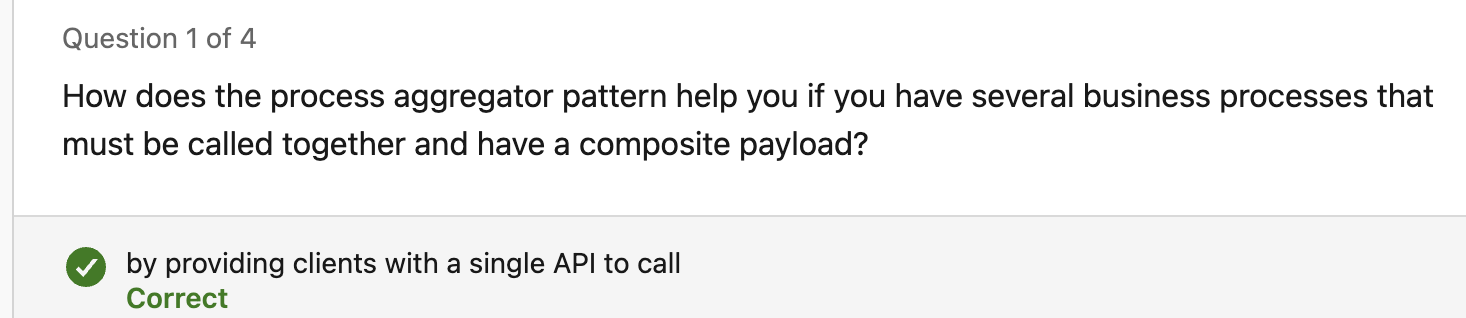 Question 1 of 4
How does the process aggregator pattern help you if you have several business processes that
must be called together and have a composite payload?
by providing clients with a single API to call
Correct